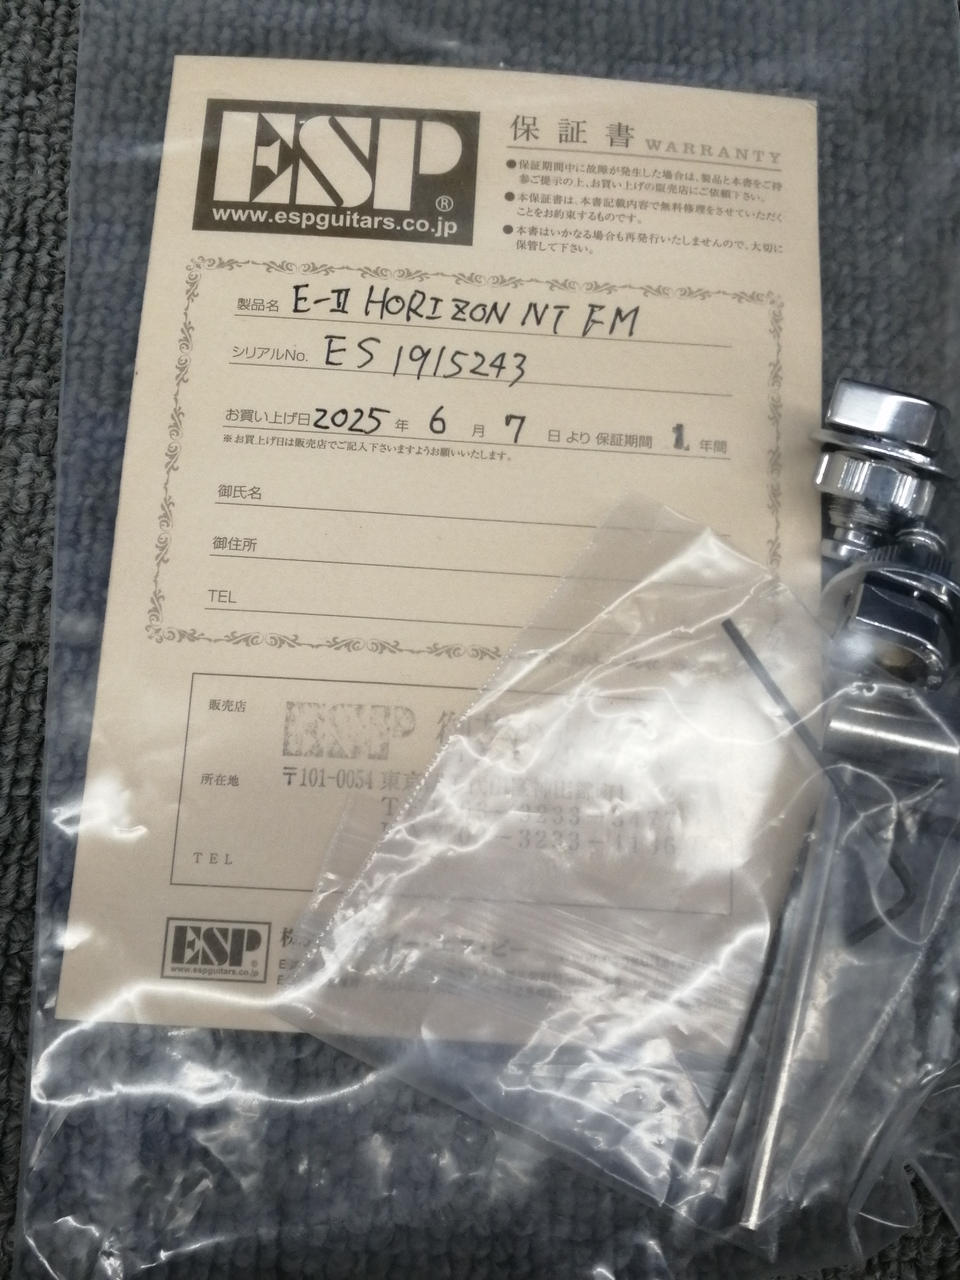 ESP®
www.espguitars.co.jp
保証書 WARRANTY
●保証期間中に故障が発生した場合は、製品と本書をご持
参ご提示の上、お買い上げの販売店にご依頼下さい。
●本保証書は、本書記載内容で無料修理をさせていただく
ことをお約束するものです。
●本書はいかなる場合も再発行いたしませんので、大切に
保管して下さい。
製品名 E-II HORIZON NT FM
シリアルNo. ES1915243
お買い上げ日 2025 年 6 月 7 日 より 保証期間 1 年間
※お買上げ日は販売店でご記入下さいますようお願いいたします。
御氏名
御住所
TEL
販売店 ESP
所在地 〒101-0054 東京
3233-
3233-
TEL
ESP®
www.espguitars.co.jp